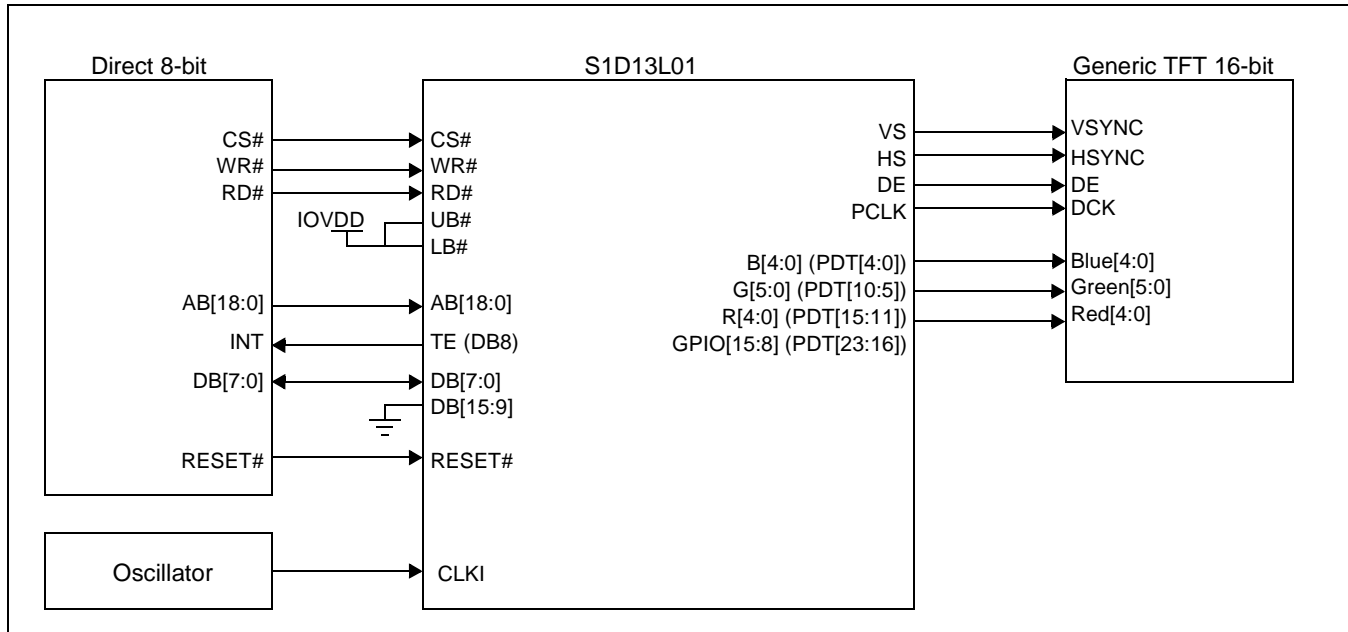 Direct 8-bit
CS#
WR#
RD#
AB[18:0]
INT
DB[7:0]
RESET#
Oscillator
IOVDD
S1D13L01
CS#
WR#
RD#
UB#
LB#
AB[18:0]
TE (DB8)
DB[7:0]
DB[15:9]
RESET#
CLKI
VS
HS
DE
PCLK
B[4:0] (PDT[4:0])
G[5:0] (PDT[10:5])
R[4:0] (PDT[15:11])
GPIO[15:8] (PDT[23:16])
Generic TFT 16-bit
VSYNC
HSYNC
DE
DCK
Blue[4:0]
Green[5:0]
Red[4:0]